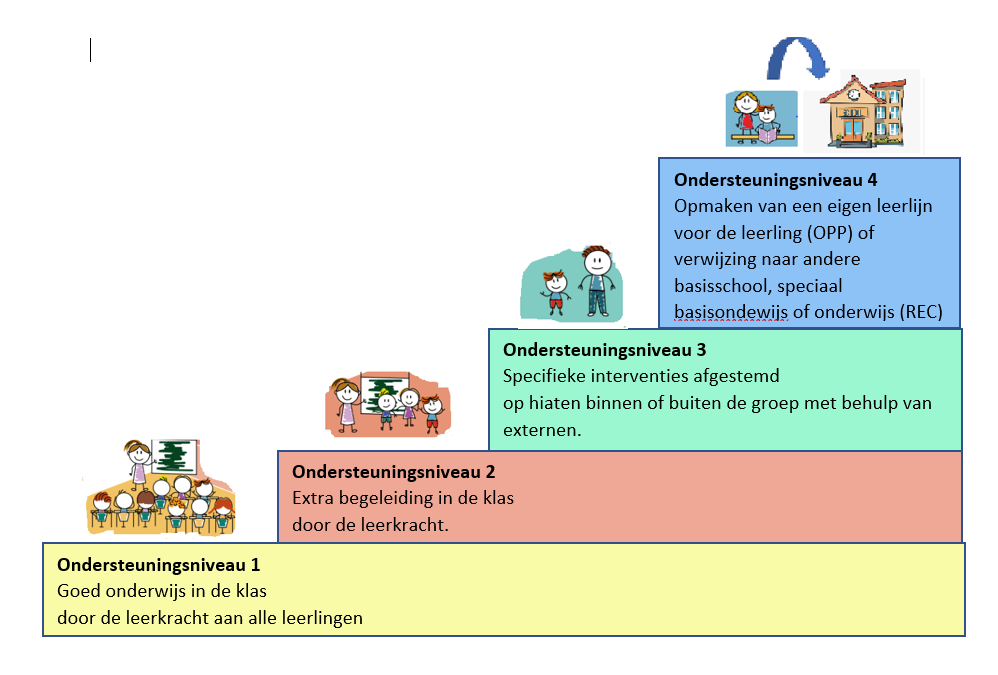 Ondersteuningsniveau 4
Opmaken van een eigen leerlijn
voor de leerling (OPP) of
verwijzing naar andere
basisschool, speciaal
basisondewijs of onderwijs (REC)
Ondersteuningsniveau 3
Specifieke interventies afgestemd
op hiaten binnen of buiten de groep met behulp van
externen.
Ondersteuningsniveau 2
Extra begeleiding in de klas
door de leerkracht.
Ondersteuningsniveau 1
Goed onderwijs in de klas
door de leerkracht aan alle leerlingen